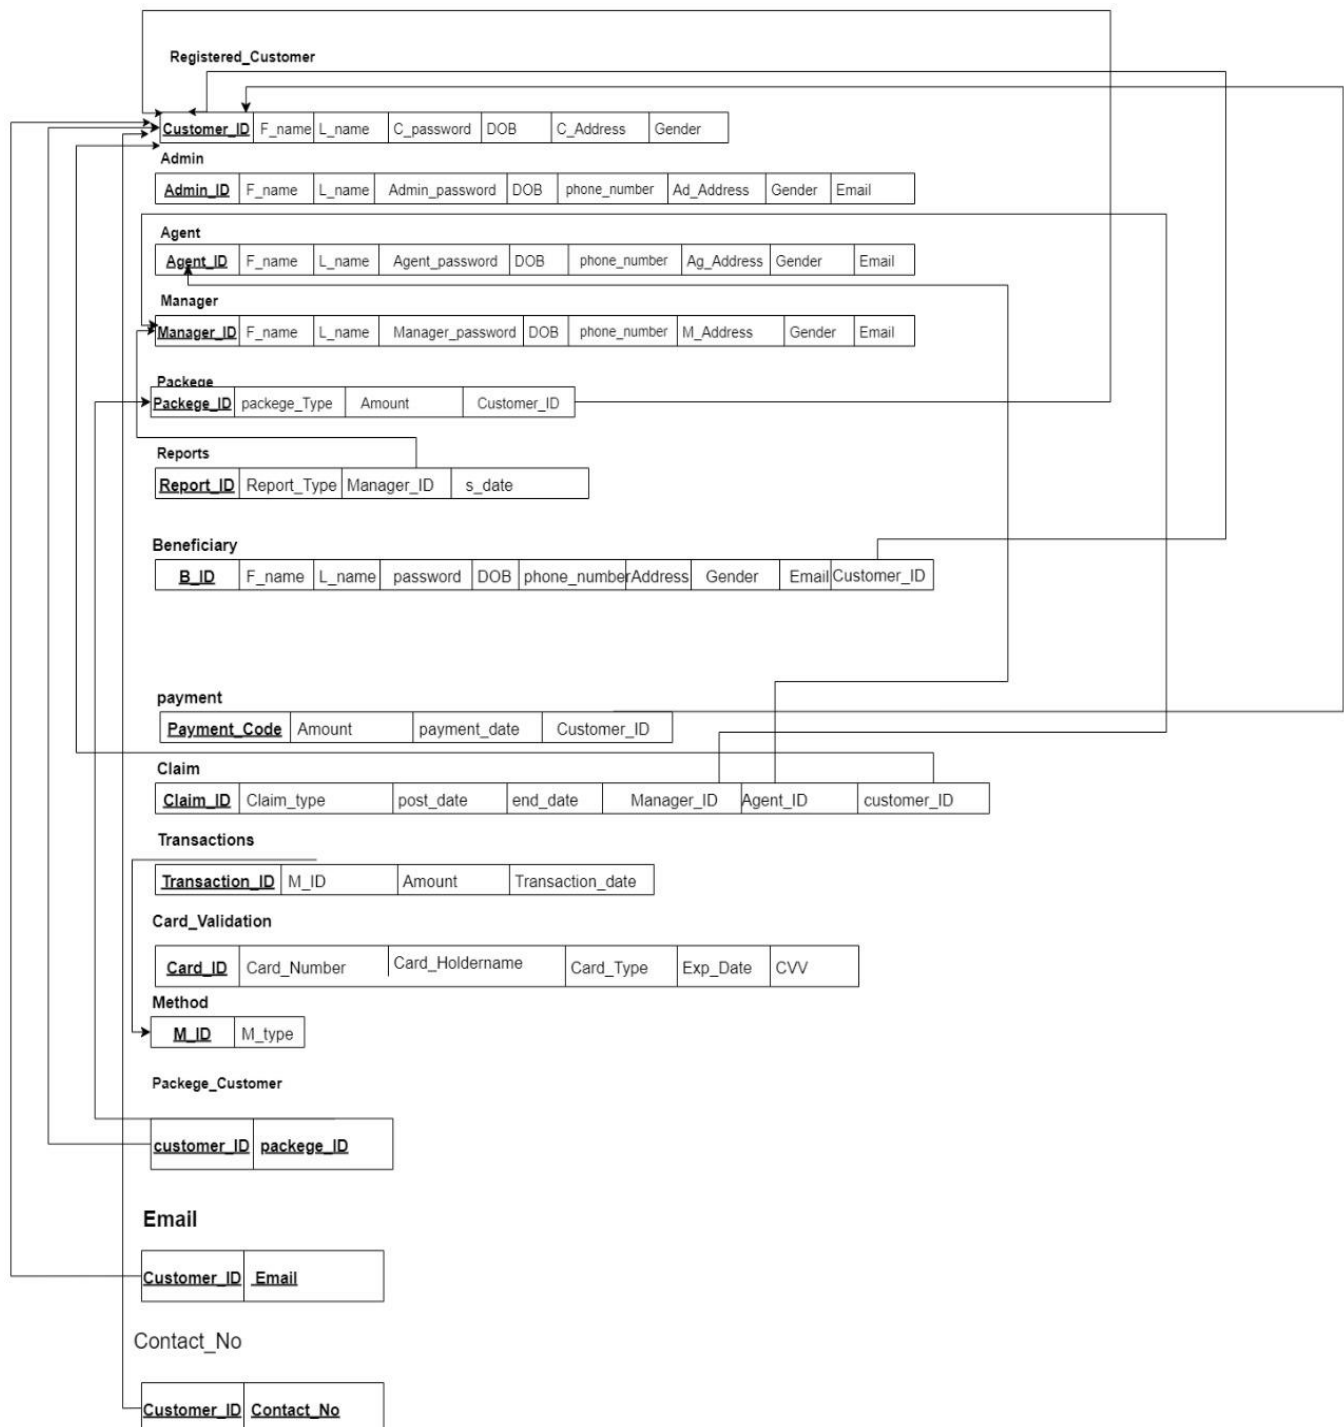 Registered_Customer
Customer_ID F_name L_name C_password DOB C_Address Gender
Admin
Admin_ID F_name L_name Admin_password DOB phone_number Ad_Address Gender Email
Agent
Agent_ID F_name L_name Agent_password DOB phone_number Ag_Address Gender Email
Manager
Manager_ID F_name L_name Manager_password DOB phone_number M_Address Gender Email
Packege
Packege_ID packege_Type Amount Customer_ID
Reports
Report_ID Report_Type Manager_ID s_date
Beneficiary
B_ID F_name L_name password DOB phone_number Address Gender Email Customer_ID
payment
Payment_Code Amount payment_date Customer_ID
Claim
Claim_ID Claim_type post_date end_date Manager_ID Agent_ID customer_ID
Transactions
Transaction_ID M_ID Amount Transaction_date
Card_Validation
Card_ID Card_Number Card_Holdername Card_Type Exp_Date CVV
Method
M_ID M_type
Packege_Customer
customer_ID packege_ID
Email
Customer_ID Email
Contact_No
Customer_ID Contact_No